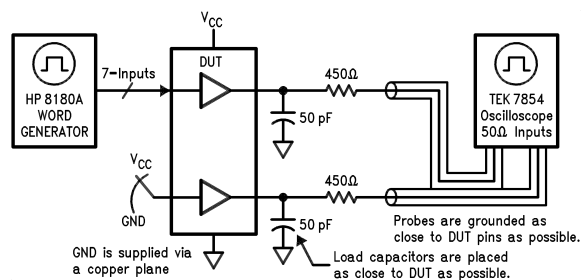 V_CC
DUT
7-Inputs
HP 8180A
WORD
GENERATOR
450Ω
50 pF
TEK 7854
Oscilloscope
50Ω Inputs
V_CC
GND
450Ω
50 pF
GND is supplied via
a copper plane
Probes are grounded as
close to DUT pins as possible.
Load capacitors are placed
as close to DUT as possible.